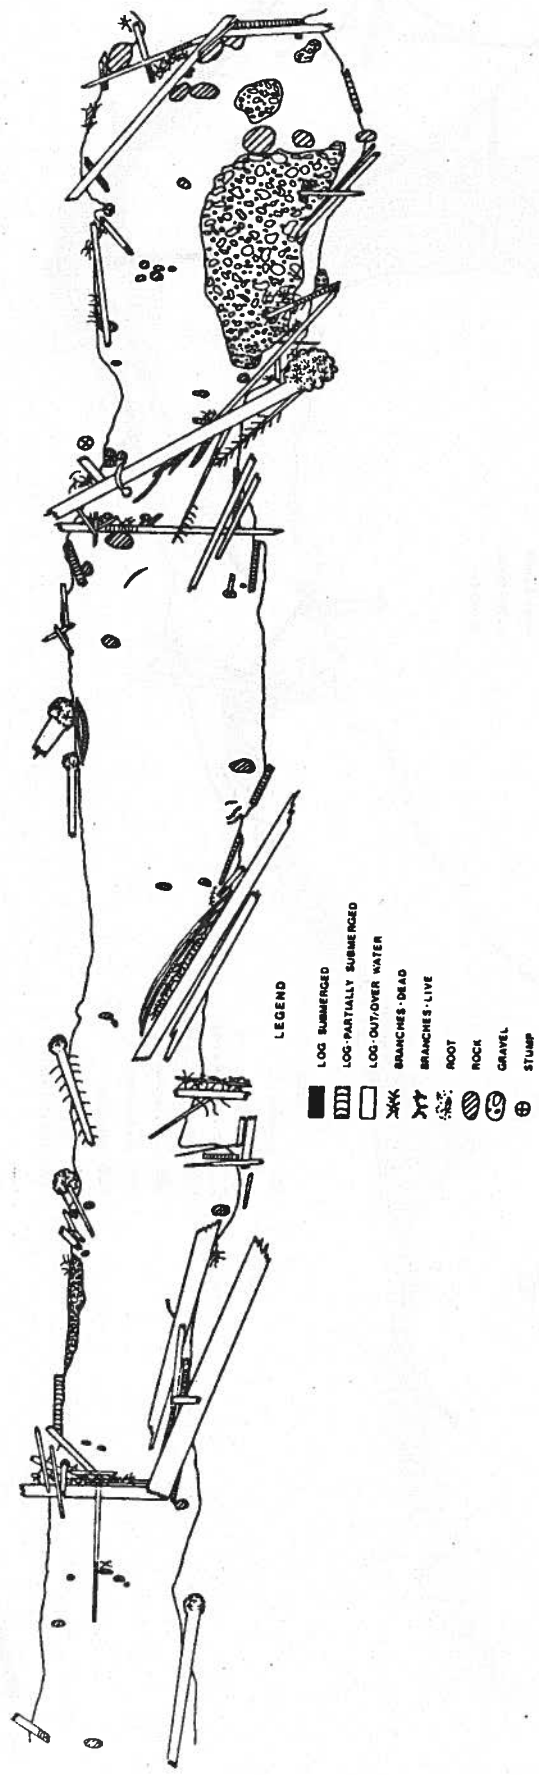 LEGEND
LOG SUBMERGED
LOG-PARTIALLY SUBMERGED
LOG-OUT/OVER WATER
BRANCHES-DEAD
BRANCHES-LIVE
ROOT
ROCK
GRAVEL
STUMP